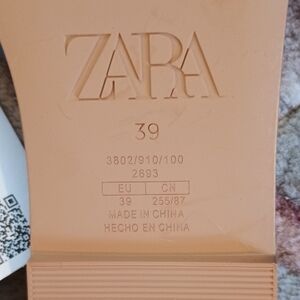 ZARA
39
3802/910/100
2893
EU CN
39 255/87
MADE IN CHINA
HECHO EN CHINA